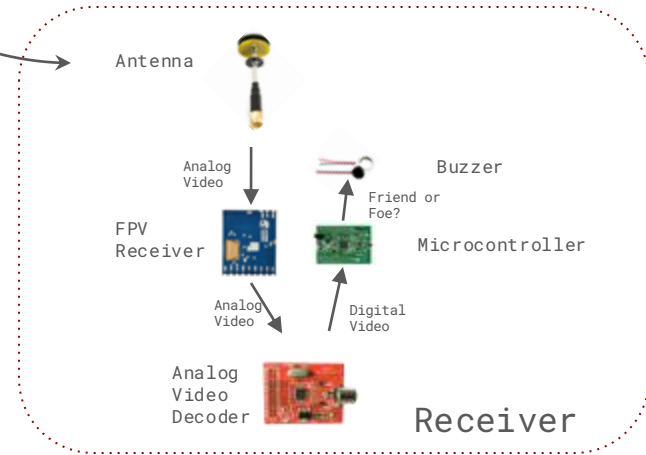 Antenna
Analog
Video
Buzzer
Friend or
Foe?
FPV
Receiver
Microcontroller
Analog
Video
Digital
Video
Analog
Video
Decoder
Receiver